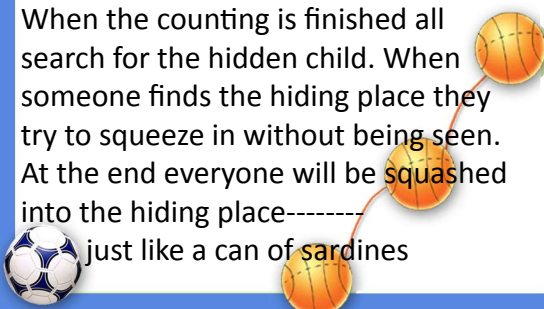 When the counting is finished all
search for the hidden child. When
someone finds the hiding place they
try to squeeze in without being seen.
At the end everyone will be squashed
into the hiding place--------
just like a can of sardines